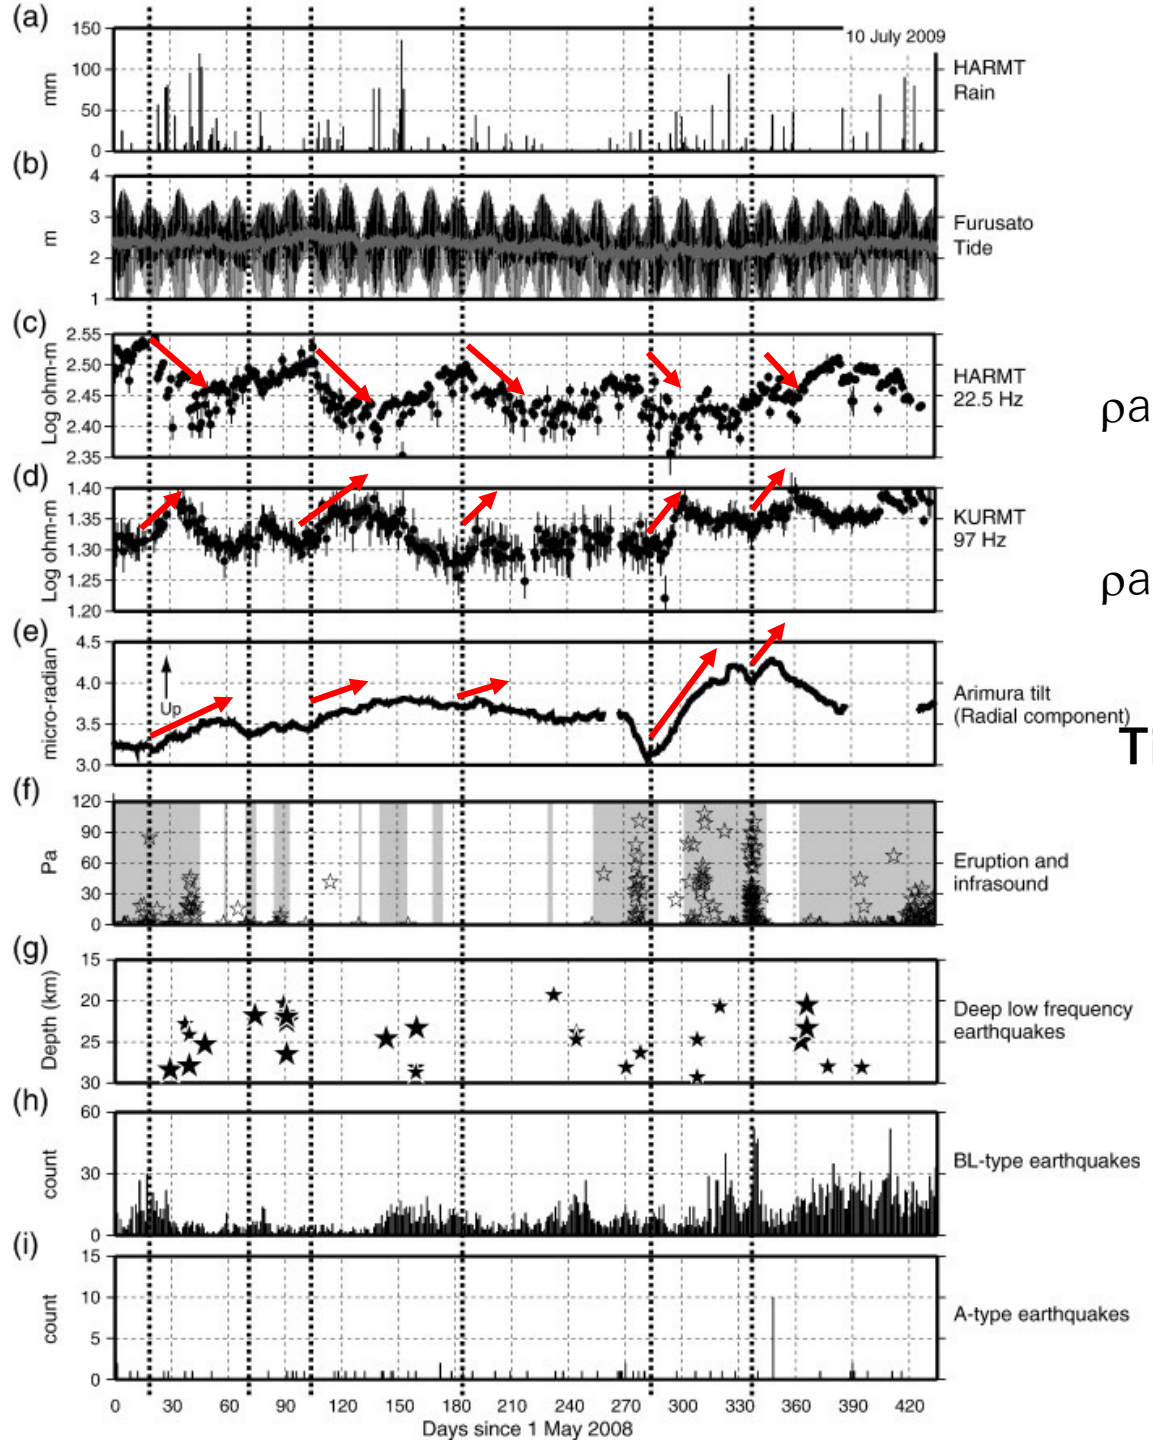 (a)
150
100
50
0
mm
10 July 2009
HARMT
Rain
(b)
4
3
2
1
m
Furusato
Tide
(c)
2.55
2.50
2.45
2.40
2.35
Log ohm-m
HARMT
22.5 Hz
ρa
(d)
1.40
1.35
1.30
1.25
1.20
Log ohm-m
KURMT
97 Hz
ρa
(e)
4.5
4.0
3.5
3.0
micro-radian
Up
Arimura tilt
(Radial component)
Ti
(f)
120
90
60
30
0
Pa
Eruption and
infrasound
(g)
15
20
25
30
Depth (km)
Deep low frequency
earthquakes
(h)
60
30
0
count
BL-type earthquakes
(i)
15
10
5
0
count
A-type earthquakes
0 30 60 90 120 150 180 210 240 270 300 330 360 390 420
Days since 1 May 2008